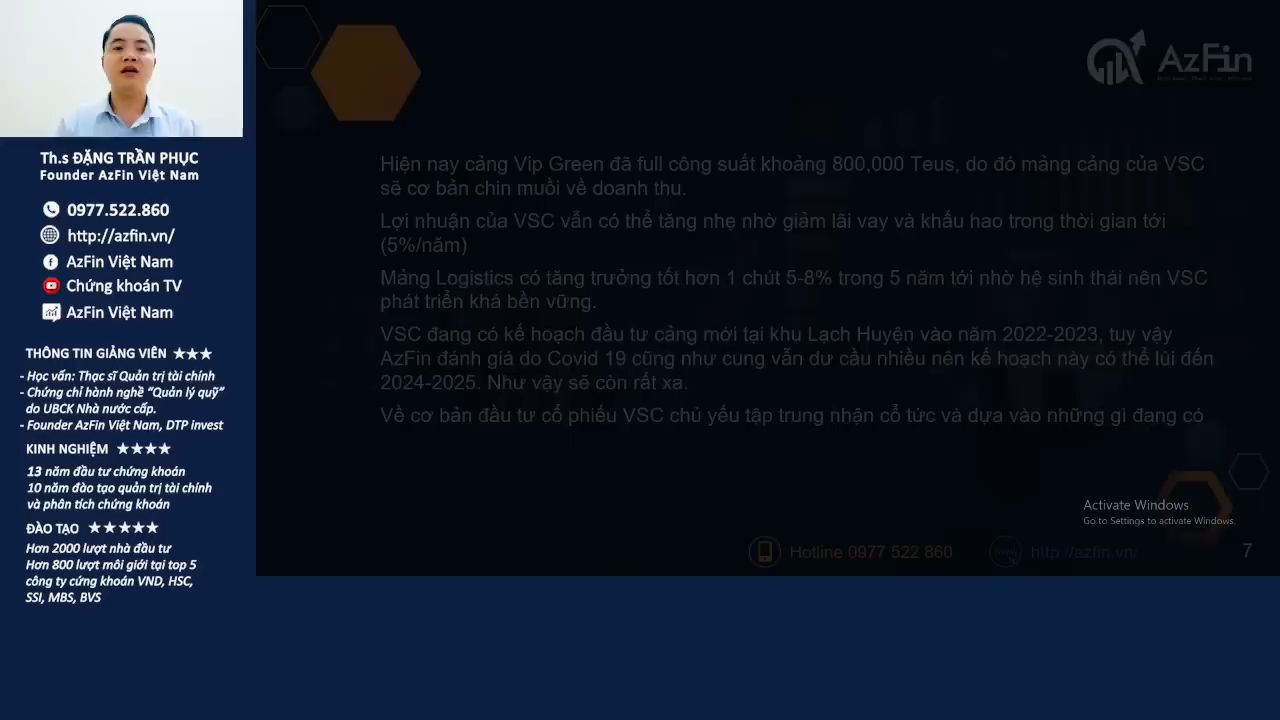 Th.s ĐẶNG TRẦN PHỤC
Founder AzFin Việt Nam
0977.522.860
http://azfin.vn/
AzFin Việt Nam
Chứng khoán TV
AzFin Việt Nam
THÔNG TIN GIẢNG VIÊN ★★★
- Học vấn: Thạc sĩ Quản trị tài chính
- Chứng chỉ hành nghề “Quản lý quỹ”
do UBCK Nhà nước cấp.
- Founder AzFin Việt Nam, DTP invest
KINH NGHIỆM ★★★★
13 năm đầu tư chứng khoán
10 năm đào tạo quản trị tài chính
và phân tích chứng khoán
ĐÀO TẠO ★★★★★
Hơn 2000 lượt nhà đầu tư
Hơn 800 lượt môi giới tại top 5
công ty cứng khoán VND, HSC,
SSI, MBS, BVS
AzFin
Hiện nay cảng Vip Green đã full công suất khoảng 800,000 Teus, do đó mảng cảng của VSC
sẽ cơ bản chin muồi về doanh thu.
Lợi nhuận của VSC vẫn có thể tăng nhẹ nhờ giảm lãi vay và khấu hao trong thời gian tới
(5%/năm)
Mảng Logistics có tăng trưởng tốt hơn 1 chút 5-8% trong 5 năm tới nhờ hệ sinh thái nên VSC
phát triển khá bền vững.
VSC đang có kế hoạch đầu tư cảng mới tại khu Lạch Huyện vào năm 2022-2023, tuy vậy
AzFin đánh giá do Covid 19 cũng như cung vẫn dư cầu nhiều nên kế hoạch này có thể lùi đến
2024-2025. Như vậy sẽ còn rất xa.
Về cơ bản đầu tư cổ phiếu VSC chủ yếu tập trung nhận cổ tức và dựa vào những gì đang có
Activate Windows
Go to Settings to activate Windows.
Hotline 0977 522 860
http://azfin.vn/
7